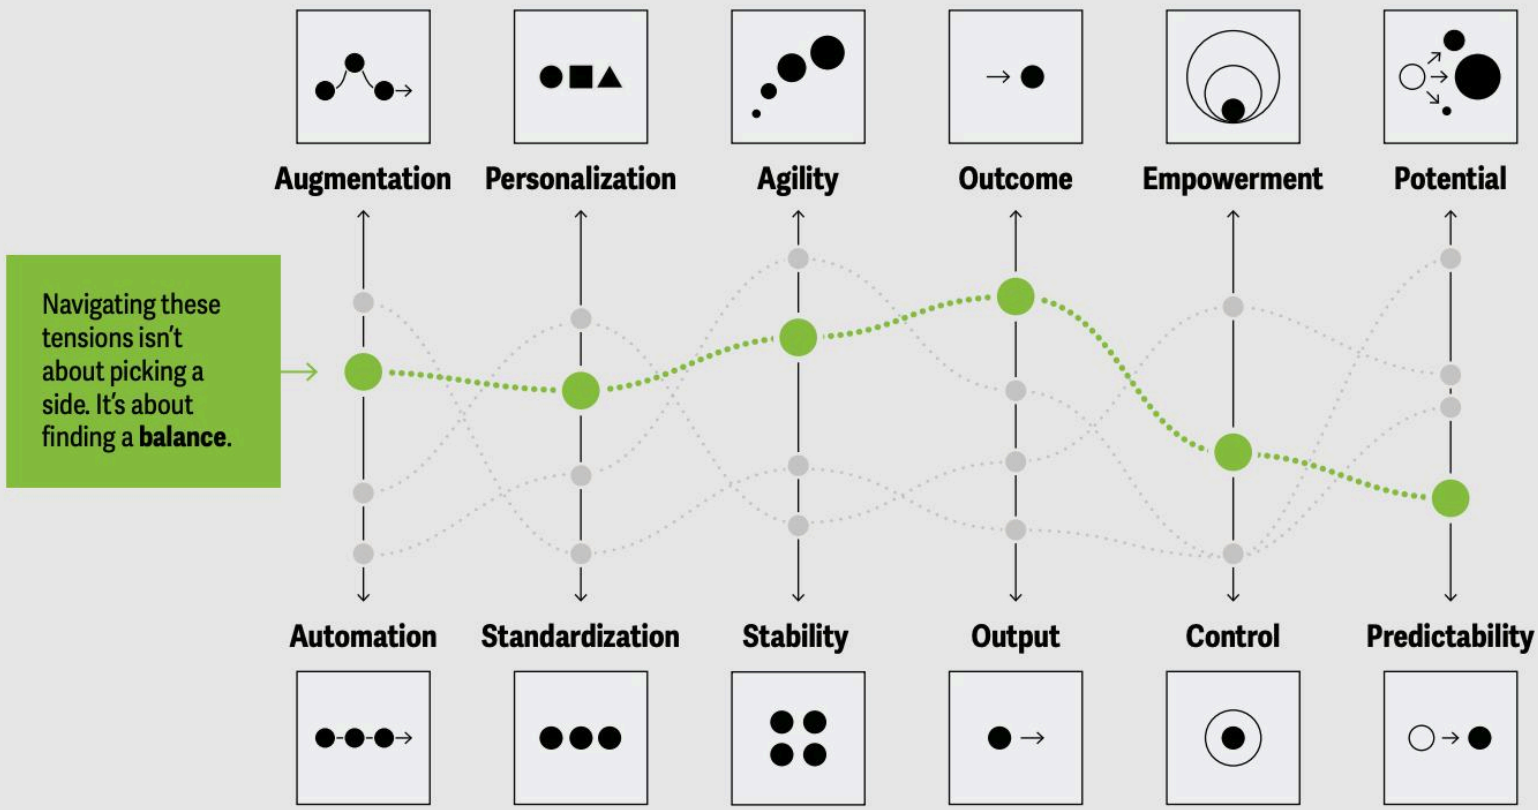 Augmentation
Personalization
Agility
Outcome
Empowerment
Potential
Navigating these
tensions isn't
about picking a
side. It's about
finding a balance.
Automation
Standardization
Stability
Output
Control
Predictability